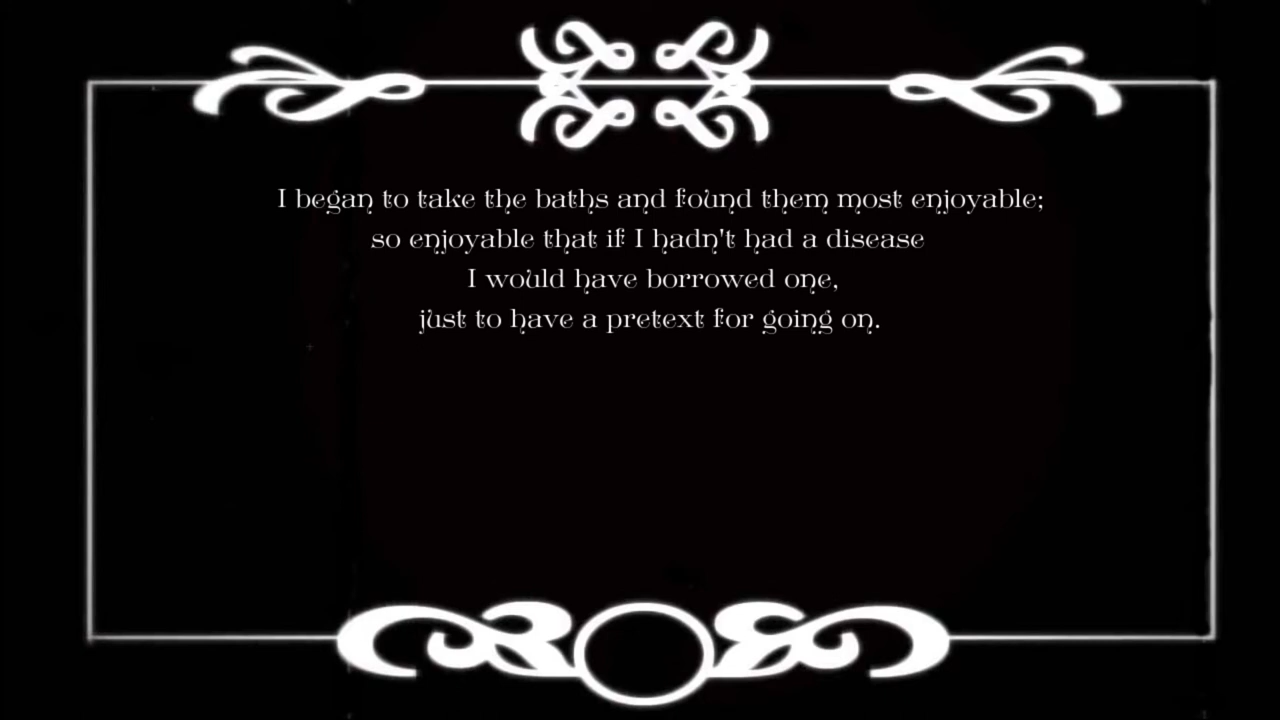 I began to take the baths and found them most enjoyable;
so enjoyable that if I hadn't had a disease
I would have borrowed one,
just to have a pretext for going on.